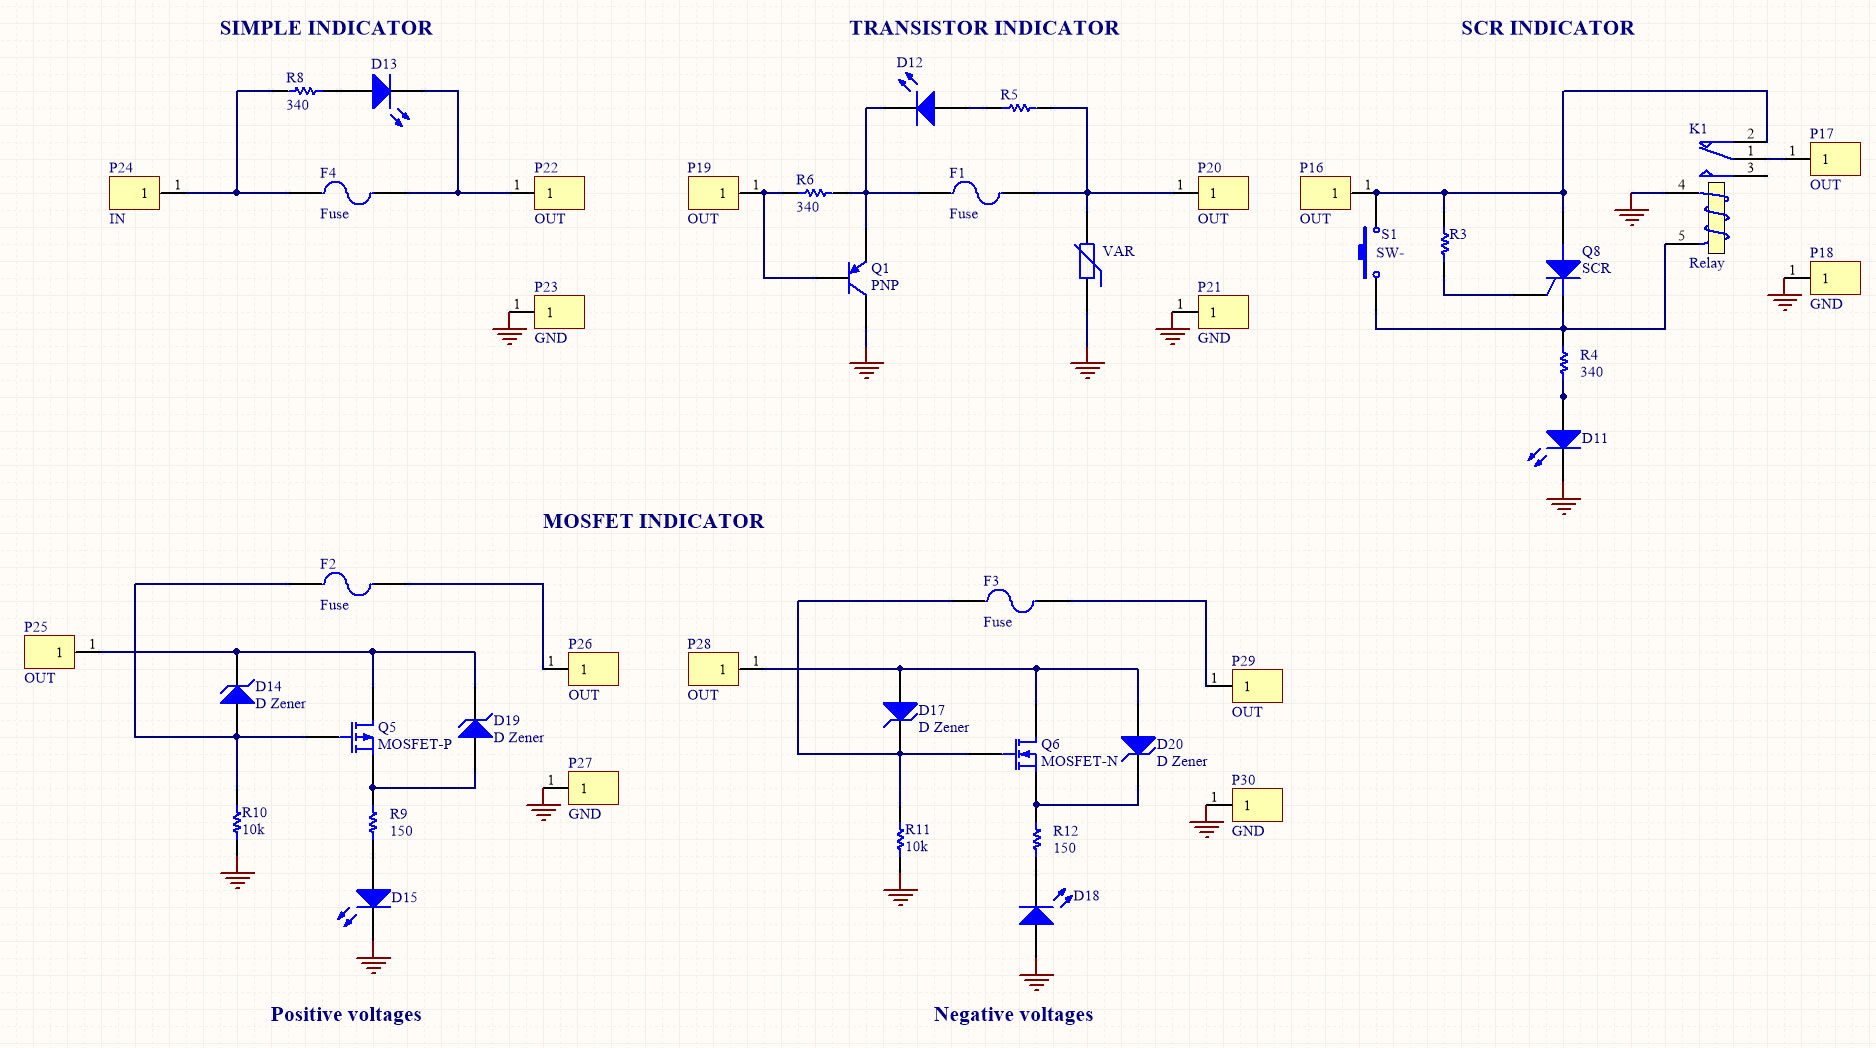 SIMPLE INDICATOR
R8
340
D13
P24
1
1
IN
F4
Fuse
P22
1
1
OUT
P23
1
1
GND
TRANSISTOR INDICATOR
D12
R5
P19
1
1
OUT
R6
340
F1
Fuse
P20
1
1
OUT
Q1
PNP
VAR
P21
1
1
GND
SCR INDICATOR
K1
2
1
3
4
5
Relay
P17
1
1
OUT
P16
1
1
OUT
S1
SW-
R3
Q8
SCR
P18
1
1
GND
R4
340
D11
MOSFET INDICATOR
F2
Fuse
P25
1
1
OUT
P26
1
1
OUT
D14
D Zener
Q5
MOSFET-P
D19
D Zener
P27
1
1
GND
R10
10k
R9
150
D15
Positive voltages
F3
Fuse
P28
1
1
OUT
P29
1
1
OUT
D17
D Zener
Q6
MOSFET-N
D20
D Zener
P30
1
1
GND
R11
10k
R12
150
D18
Negative voltages